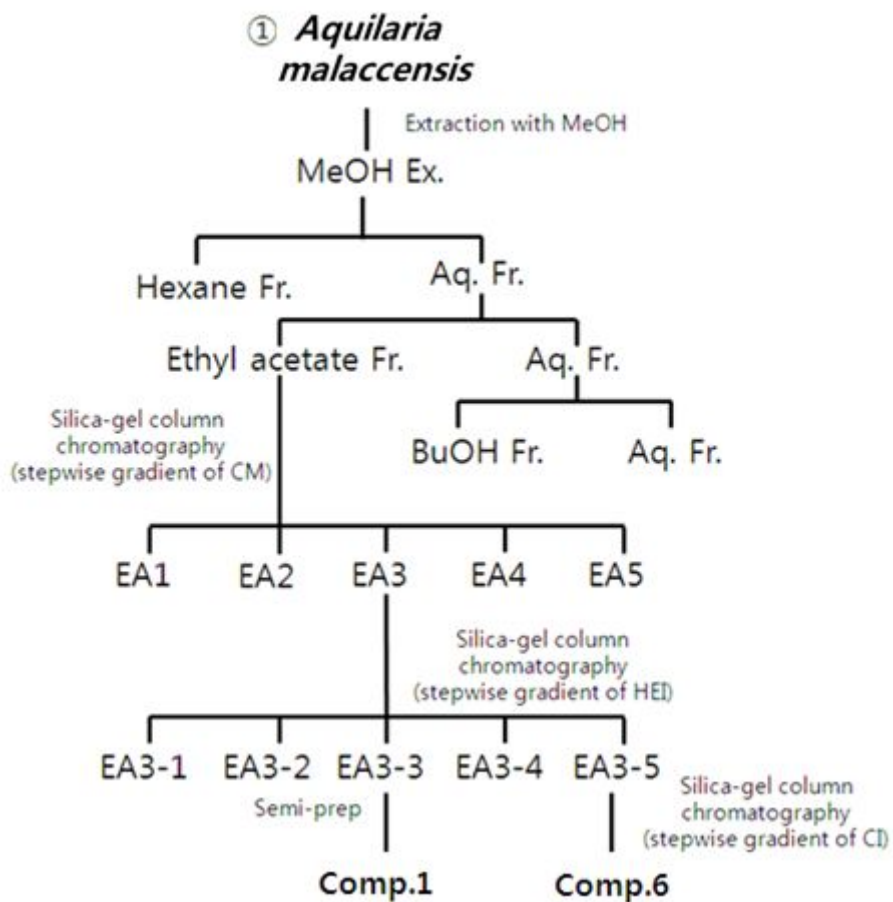 ① Aquilaria
malaccensis
Extraction with MeOH
MeOH Ex.
Hexane Fr.
Aq. Fr.
Ethyl acetate Fr.
Aq. Fr.
Silica-gel column
chromatography
(stepwise gradient of CM)
BuOH Fr.
Aq. Fr.
EA1 EA2 EA3 EA4 EA5
Silica-gel column
chromatography
(stepwise gradient of HEI)
EA3-1 EA3-2 EA3-3 EA3-4 EA3-5
Semi-prep
Silica-gel column
chromatography
(stepwise gradient of CI)
Comp.1
Comp.6